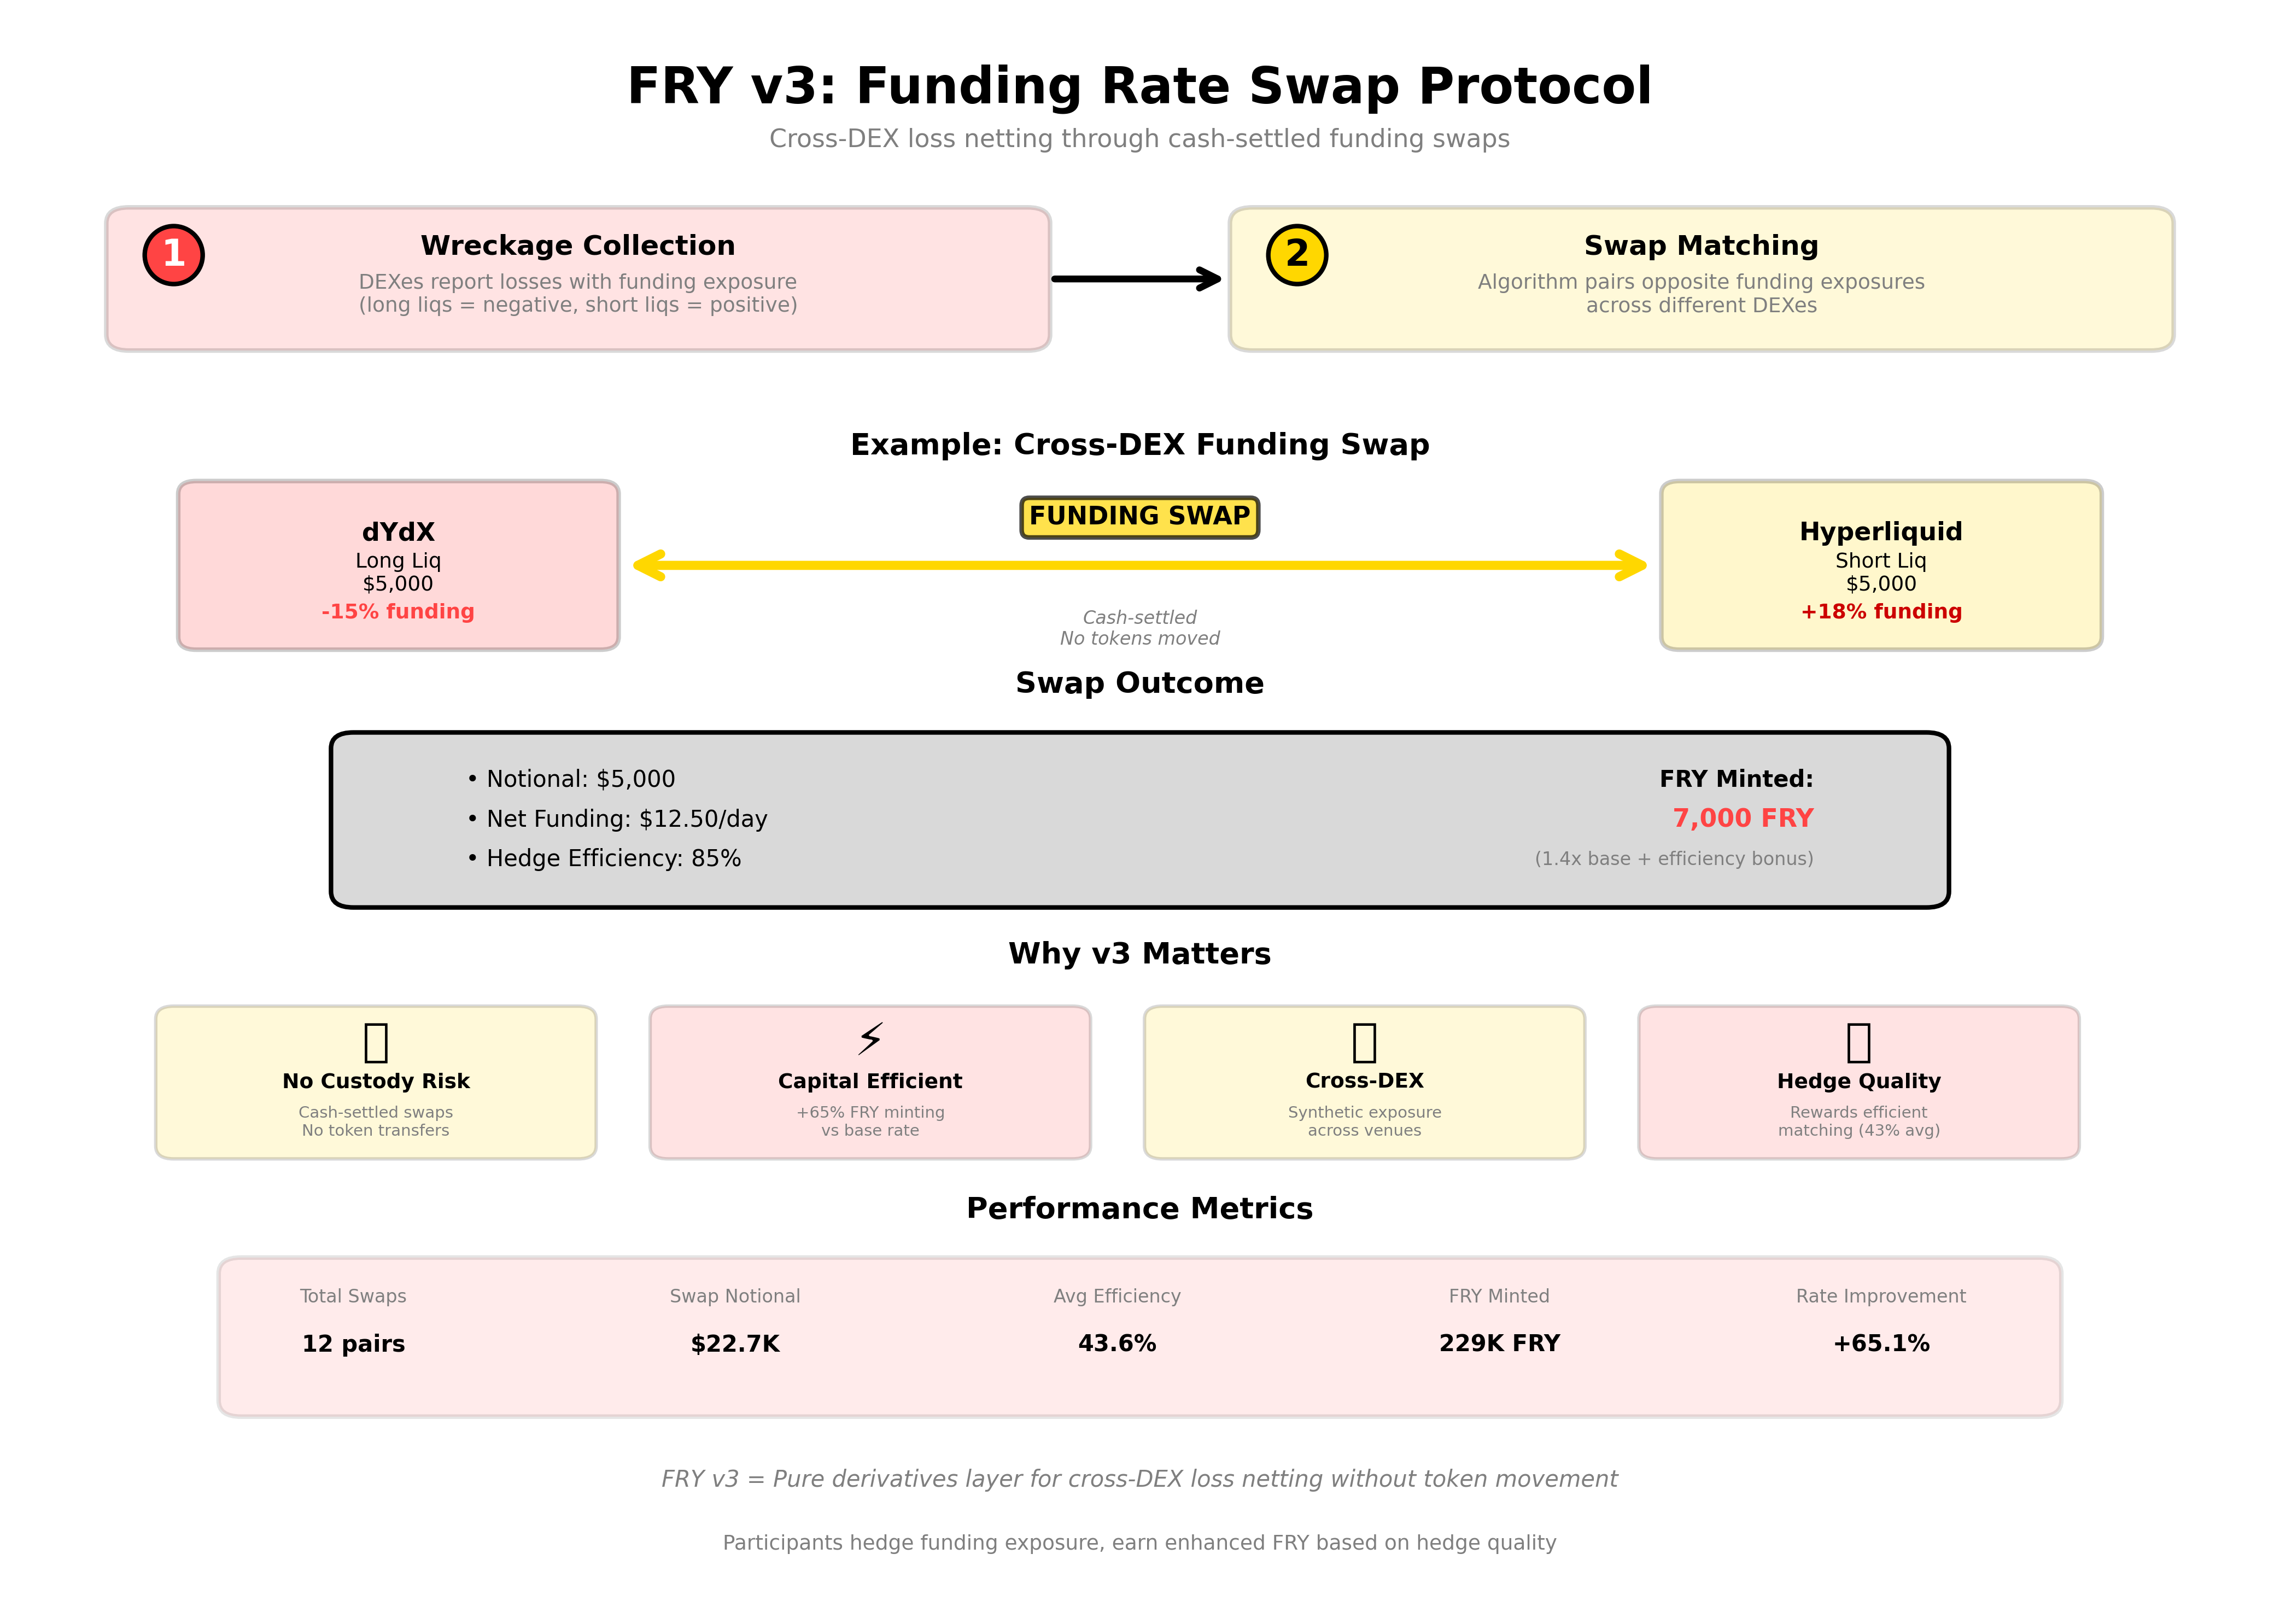 FRY v3: Funding Rate Swap Protocol
Cross-DEX loss netting through cash-settled funding swaps
1
Wreckage Collection
DEXes report losses with funding exposure
(long liqs = negative, short liqs = positive)
2
Swap Matching
Algorithm pairs opposite funding exposures
across different DEXes
Example: Cross-DEX Funding Swap
dYdX
Long Liq
$5,000
-15% funding
FUNDING SWAP
Cash-settled
No tokens moved
Hyperliquid
Short Liq
$5,000
+18% funding
Swap Outcome
• Notional: $5,000
• Net Funding: $12.50/day
• Hedge Efficiency: 85%
FRY Minted:
7,000 FRY
(1.4x base + efficiency bonus)
Why v3 Matters
No Custody Risk
Cash-settled swaps
No token transfers
⚡
Capital Efficient
+65% FRY minting
vs base rate
Cross-DEX
Synthetic exposure
across venues
Hedge Quality
Rewards efficient
matching (43% avg)
Performance Metrics
Total Swaps
12 pairs
Swap Notional
$22.7K
Avg Efficiency
43.6%
FRY Minted
229K FRY
Rate Improvement
+65.1%
FRY v3 = Pure derivatives layer for cross-DEX loss netting without token movement
Participants hedge funding exposure, earn enhanced FRY based on hedge quality